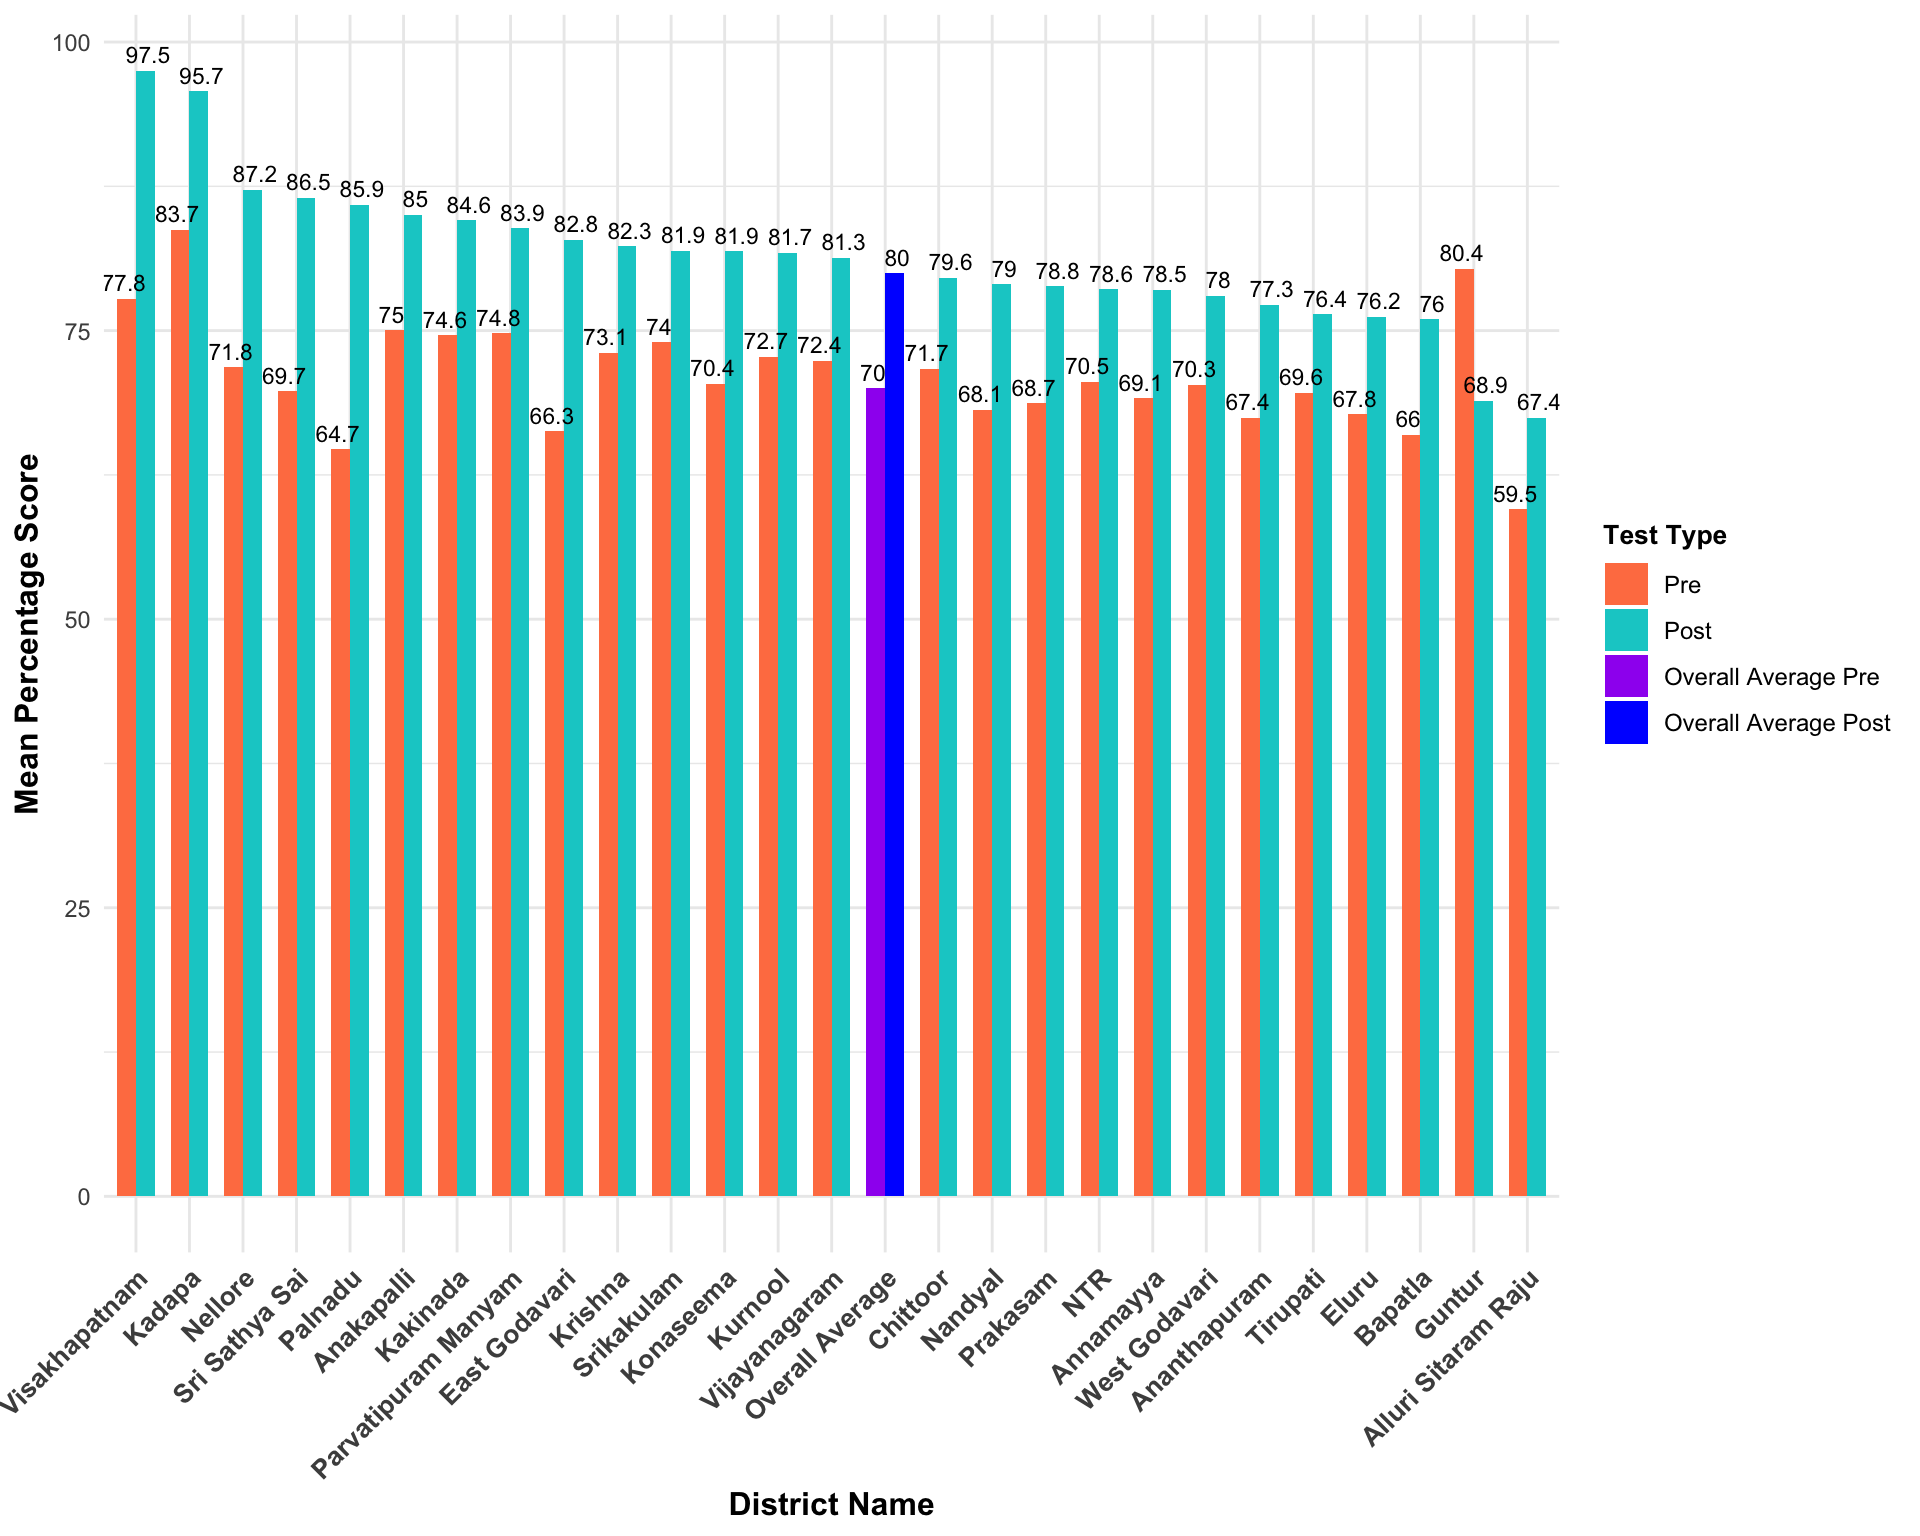 Mean Percentage Score
100
75
50
25
0
77.8
97.5
83.7
95.7
71.8
87.2
69.7
86.5
64.7
85.9
75
85
74.6
84.6
74.8
83.9
66.3
82.8
73.1
82.3
74
81.9
70.4
81.9
72.7
81.7
72.4
81.3
70
80
71.7
79.6
68.1
79
68.7
78.8
70.5
78.6
69.1
78.5
70.3
78
67.4
77.3
69.6
76.4
67.8
76.2
66
76
80.4
68.9
59.5
67.4
Visakhapatnam
Kadapa
Nellore
Sri Sathya Sai
Palnadu
Anakapalli
Kakinada
Parvatipuram Manyam
East Godavari
Krishna
Srikakulam
Konaseema
Kurnool
Vijayanagaram
Overall Average
Chittoor
Nandyal
Prakasam
NTR
Annamayya
West Godavari
Ananthapuram
Tirupati
Eluru
Bapatla
Guntur
Alluri Sitaram Raju
District Name
Test Type
Pre
Post
Overall Average Pre
Overall Average Post